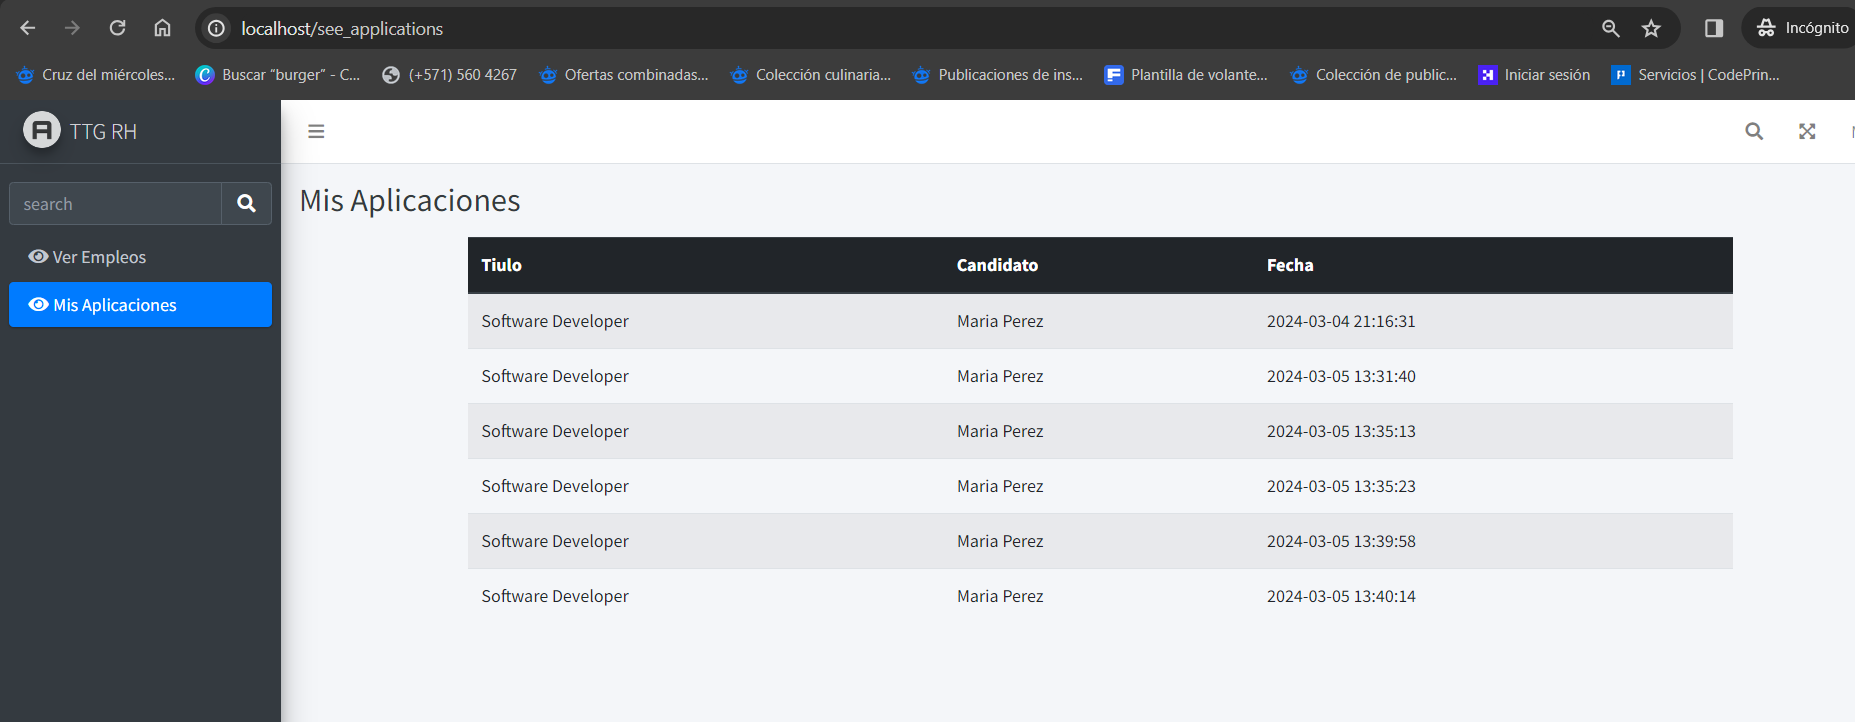 localhost/see_applications
Incógnito
Cruz del miércoles...
Buscar “burger” - C...
(+571) 560 4267
Ofertas combinadas...
Colección culinaria...
Publicaciones de ins...
Plantilla de volante...
Colección de public...
Iniciar sesión
Servicios | CodePrin...
TTG RH
search
Ver Empleos
Mis Aplicaciones
Mis Aplicaciones
Tiulo Candidato Fecha
Software Developer Maria Perez 2024-03-04 21:16:31
Software Developer Maria Perez 2024-03-05 13:31:40
Software Developer Maria Perez 2024-03-05 13:35:13
Software Developer Maria Perez 2024-03-05 13:35:23
Software Developer Maria Perez 2024-03-05 13:39:58
Software Developer Maria Perez 2024-03-05 13:40:14